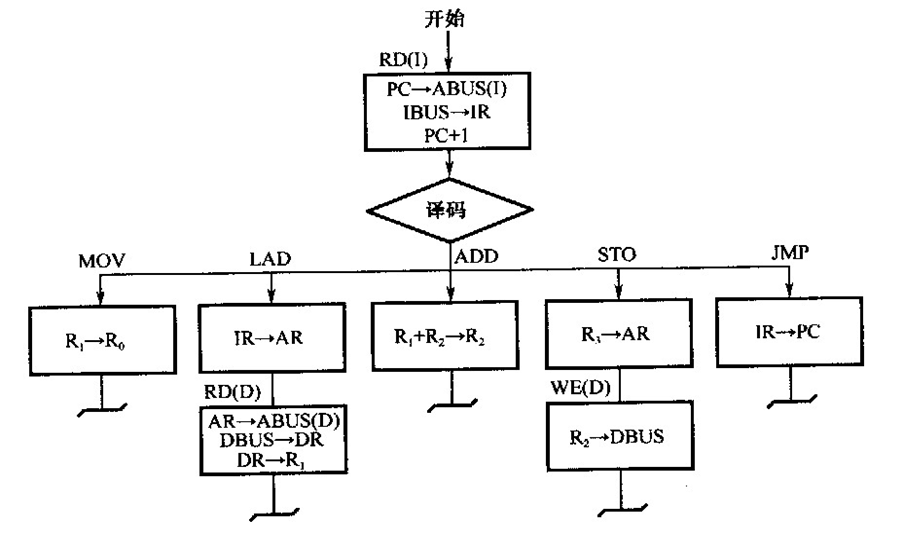 开始
RD(I)
PC→ABUS(I)
IBUS→IR
PC+1
译码
MOV
LAD
ADD
STO
JMP
R₁→R₀
IR→AR
R₁+R₂→R₂
R₃→AR
IR→PC
RD(D)
WE(D)
AR→ABUS(D)
DBUS→DR
DR→R₁
R₂→DBUS